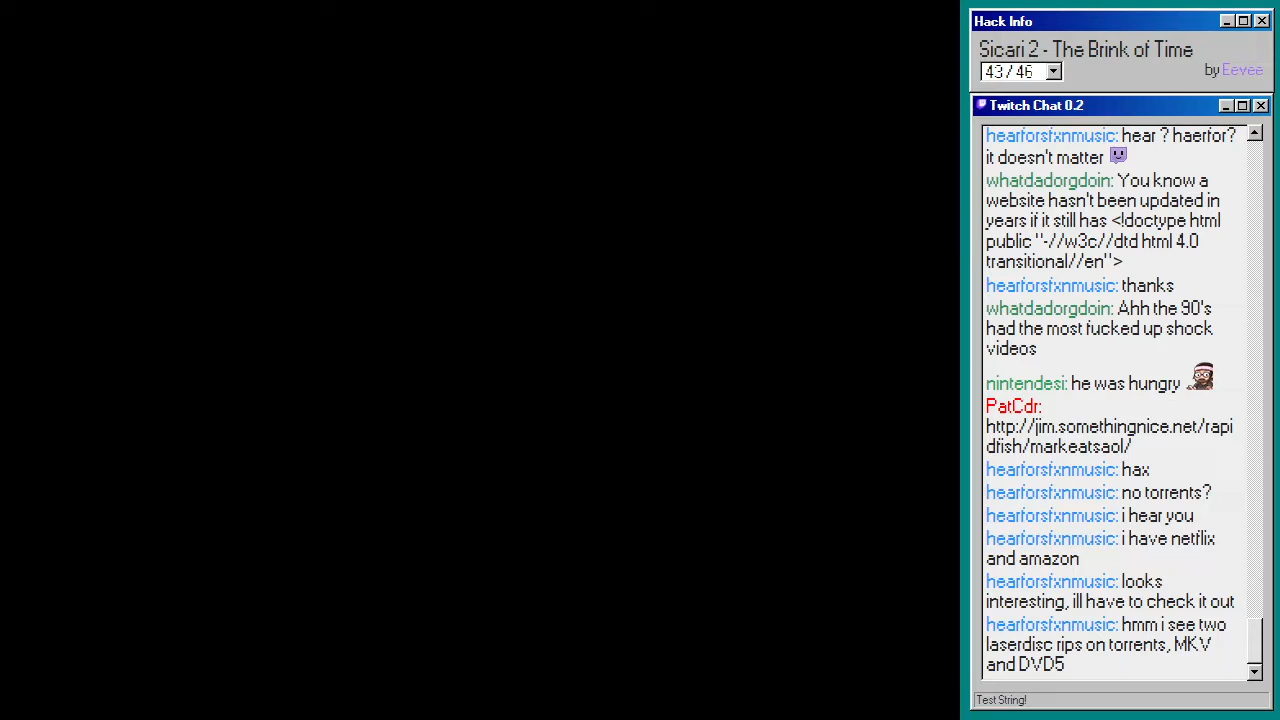 Hack Info
Sicari 2 - The Brink of Time
43 / 46
by Eevee
Twitch Chat 0.2
hearforsfxnmusic: hear ? haerfor?
it doesn't matter
whatdadorgdoin: You know a
website hasn't been updated in
years if it still has <!doctype html
public "-//w3c//dtd html 4.0
transitional//en">
hearforsfxnmusic: thanks
whatdadorgdoin: Ahh the 90's
had the most fucked up shock
videos
nintendesi: he was hungry
PatCdr:
http://jim.somethingnice.net/rapi
dfish/markeatsaol/
hearforsfxnmusic: hax
hearforsfxnmusic: no torrents?
hearforsfxnmusic: i hear you
hearforsfxnmusic: i have netflix
and amazon
hearforsfxnmusic: looks
interesting, ill have to check it out
hearforsfxnmusic: hmm i see two
laserdisc rips on torrents, MKV
and DVD5
Test String!